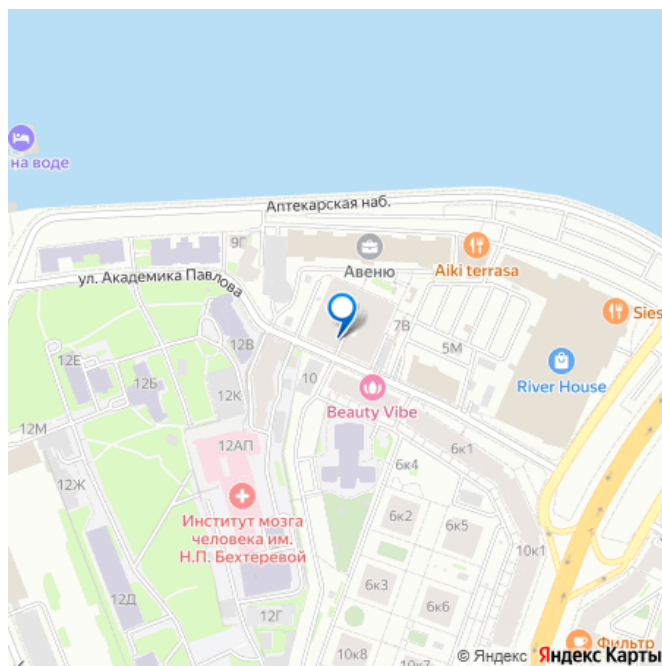 на воде
Аптекарская наб.
9Г
Авеню
Aiki terrasa
ул. Академика Павлова
Sies
7В
12В
5М
12Е
12Б
River House
10
12К
Beauty Vibe
12М
12АП
6к1
6к4
12Ж
Институт мозга
человека им.
Н.П. Бехтеревой
6к2
6к5
10к1
6к3
12Д
6к6
12Г
10к8
Фильтр
© Яндекс Яндекс Карты